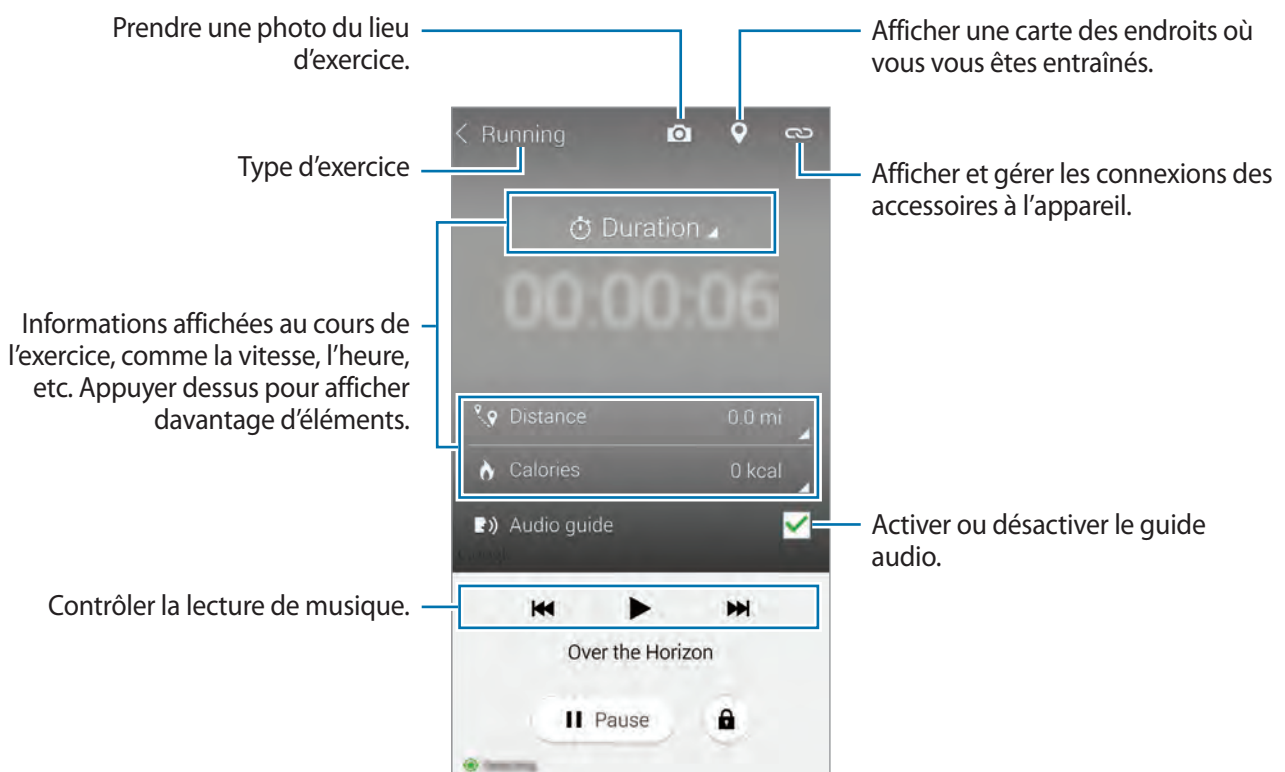 Prendre une photo du lieu
d’exercice.
Afficher une carte des endroits où
vous vous êtes entraînés.
Running
Type d’exercice
Afficher et gérer les connexions des
accessoires à l’appareil.
Duration
00:00:06
Informations affichées au cours de
l’exercice, comme la vitesse, l’heure,
etc. Appuyer dessus pour afficher
davantage d’éléments.
Distance 0.0 mi
Calories 0 kcal
Audio guide
Activer ou désactiver le guide
audio.
Contrôler la lecture de musique.
Over the Horizon
Pause